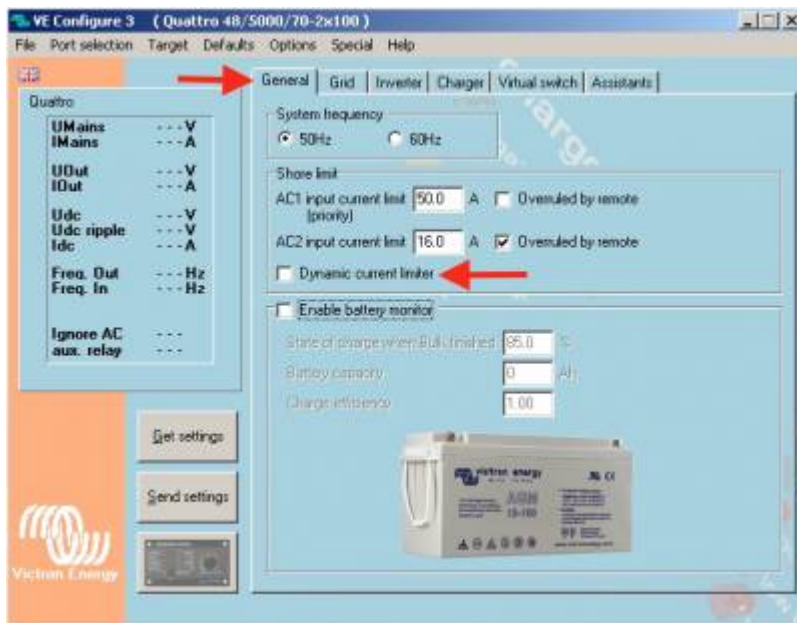 VE Configure 3 ( Quattro 48/5000/70-2x100 )
File Port selection Target Defaults Options Special Help
General Grid Inverter Charger Virtual switch Assistants
Quattro
UMains - - - V
IMains - - - A
UOut - - - V
IOut - - - A
Udc - - - V
Udc ripple - - - V
Idc - - - A
Freq. Out - - - Hz
Freq. In - - - Hz
Ignore AC - - -
aux. relay - - -
System frequency
50Hz 60Hz
Shore limit
AC1 input current limit 50.0 A Overruled by remote
(priority)
AC2 input current limit 16.0 A Overruled by remote
Dynamic current limiter
Enable battery monitor
State of charge when Bulk finished 85.0 %
Battery capacity 0 Ah
Charge efficiency 1.00
Get settings
Send settings
victron energy
AGM
Victron Energy